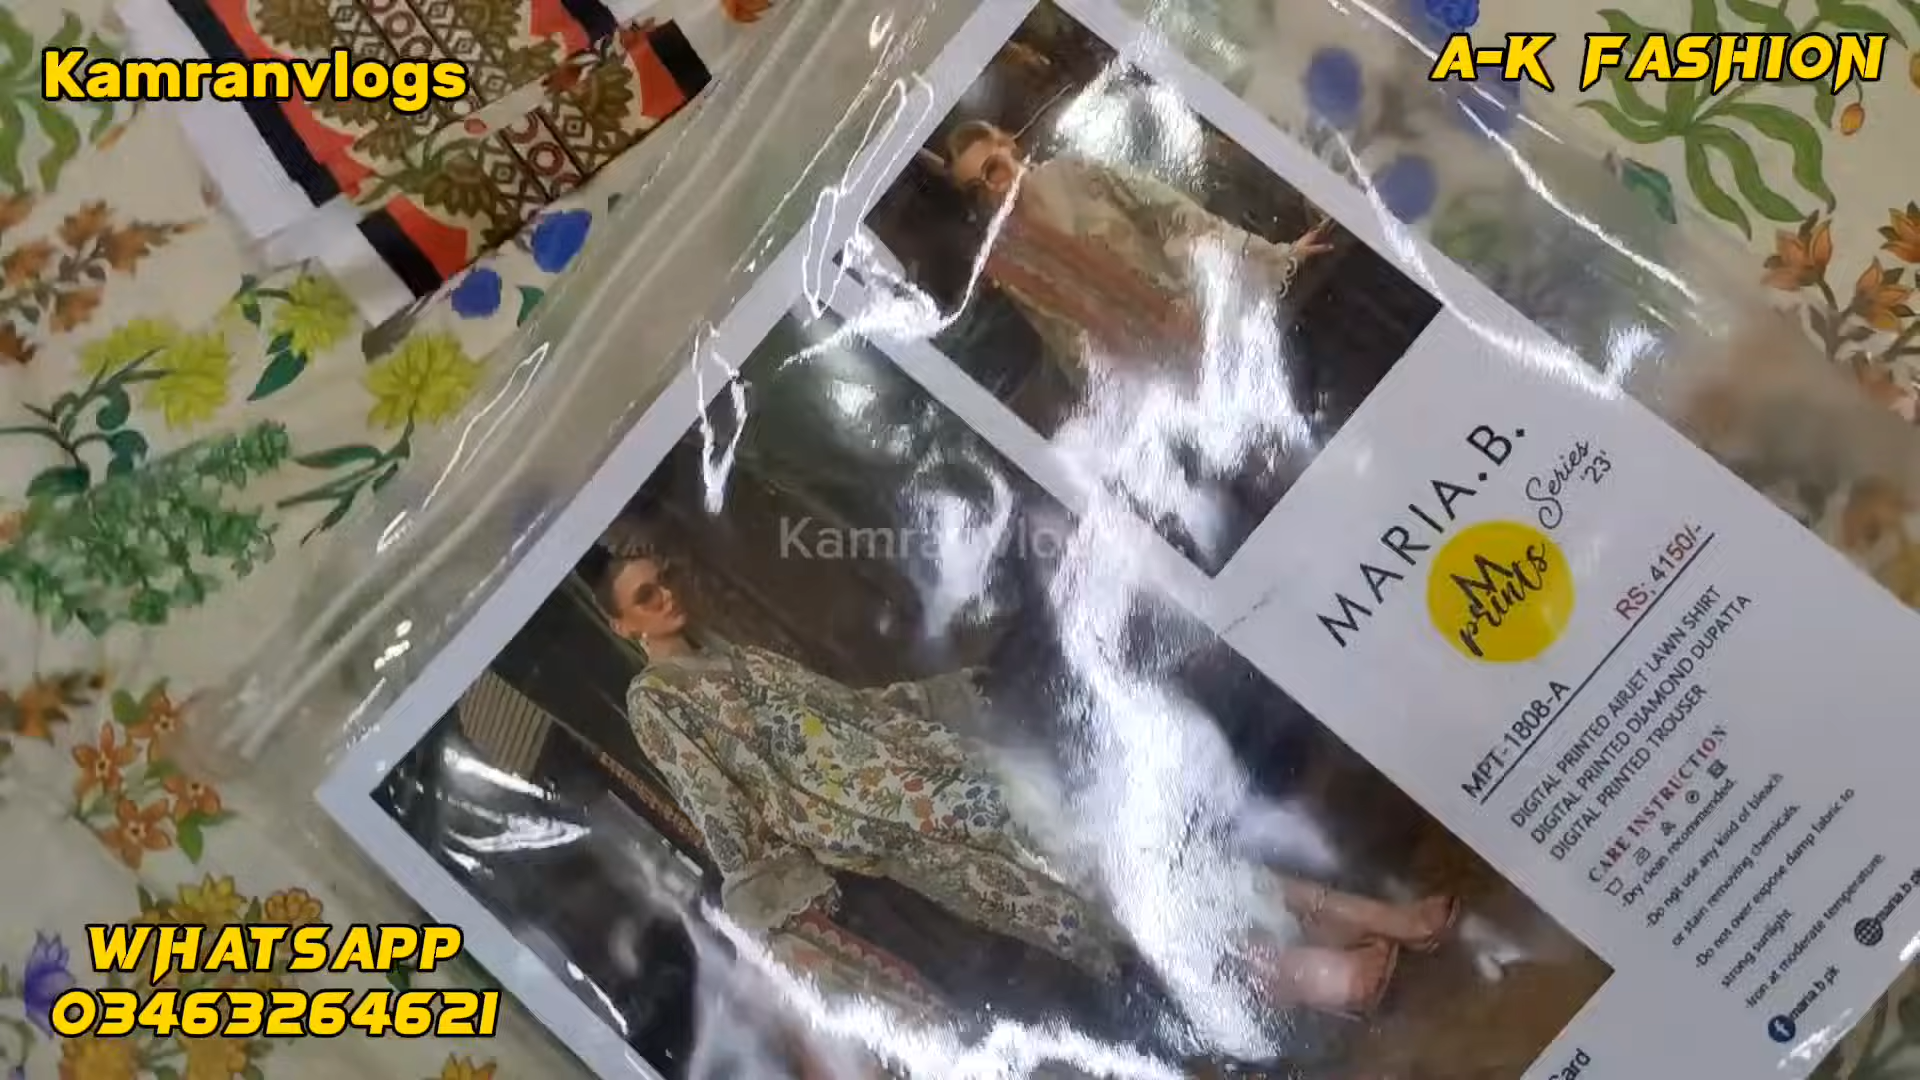 Kamranvlogs
A-K FASHION
Kamranvlogs
MARIA.B.
M
prints
Series
'23'
RS: 4150/-
MPT-1808-A
DIGITAL PRINTED AIRJET LAWN SHIRT
DIGITAL PRINTED DIAMOND DUPATTA
DIGITAL PRINTED TROUSER
CARE INSTRUCTION
-Dry clean recommended.
-Do not use any kind of bleach
or stain removing chemicals.
-Do not over expose damp fabric to
strong sunlight.
-Iron at moderate temperature.
maria.b.pk
maria.b.pk
WHATSAPP
03463264621